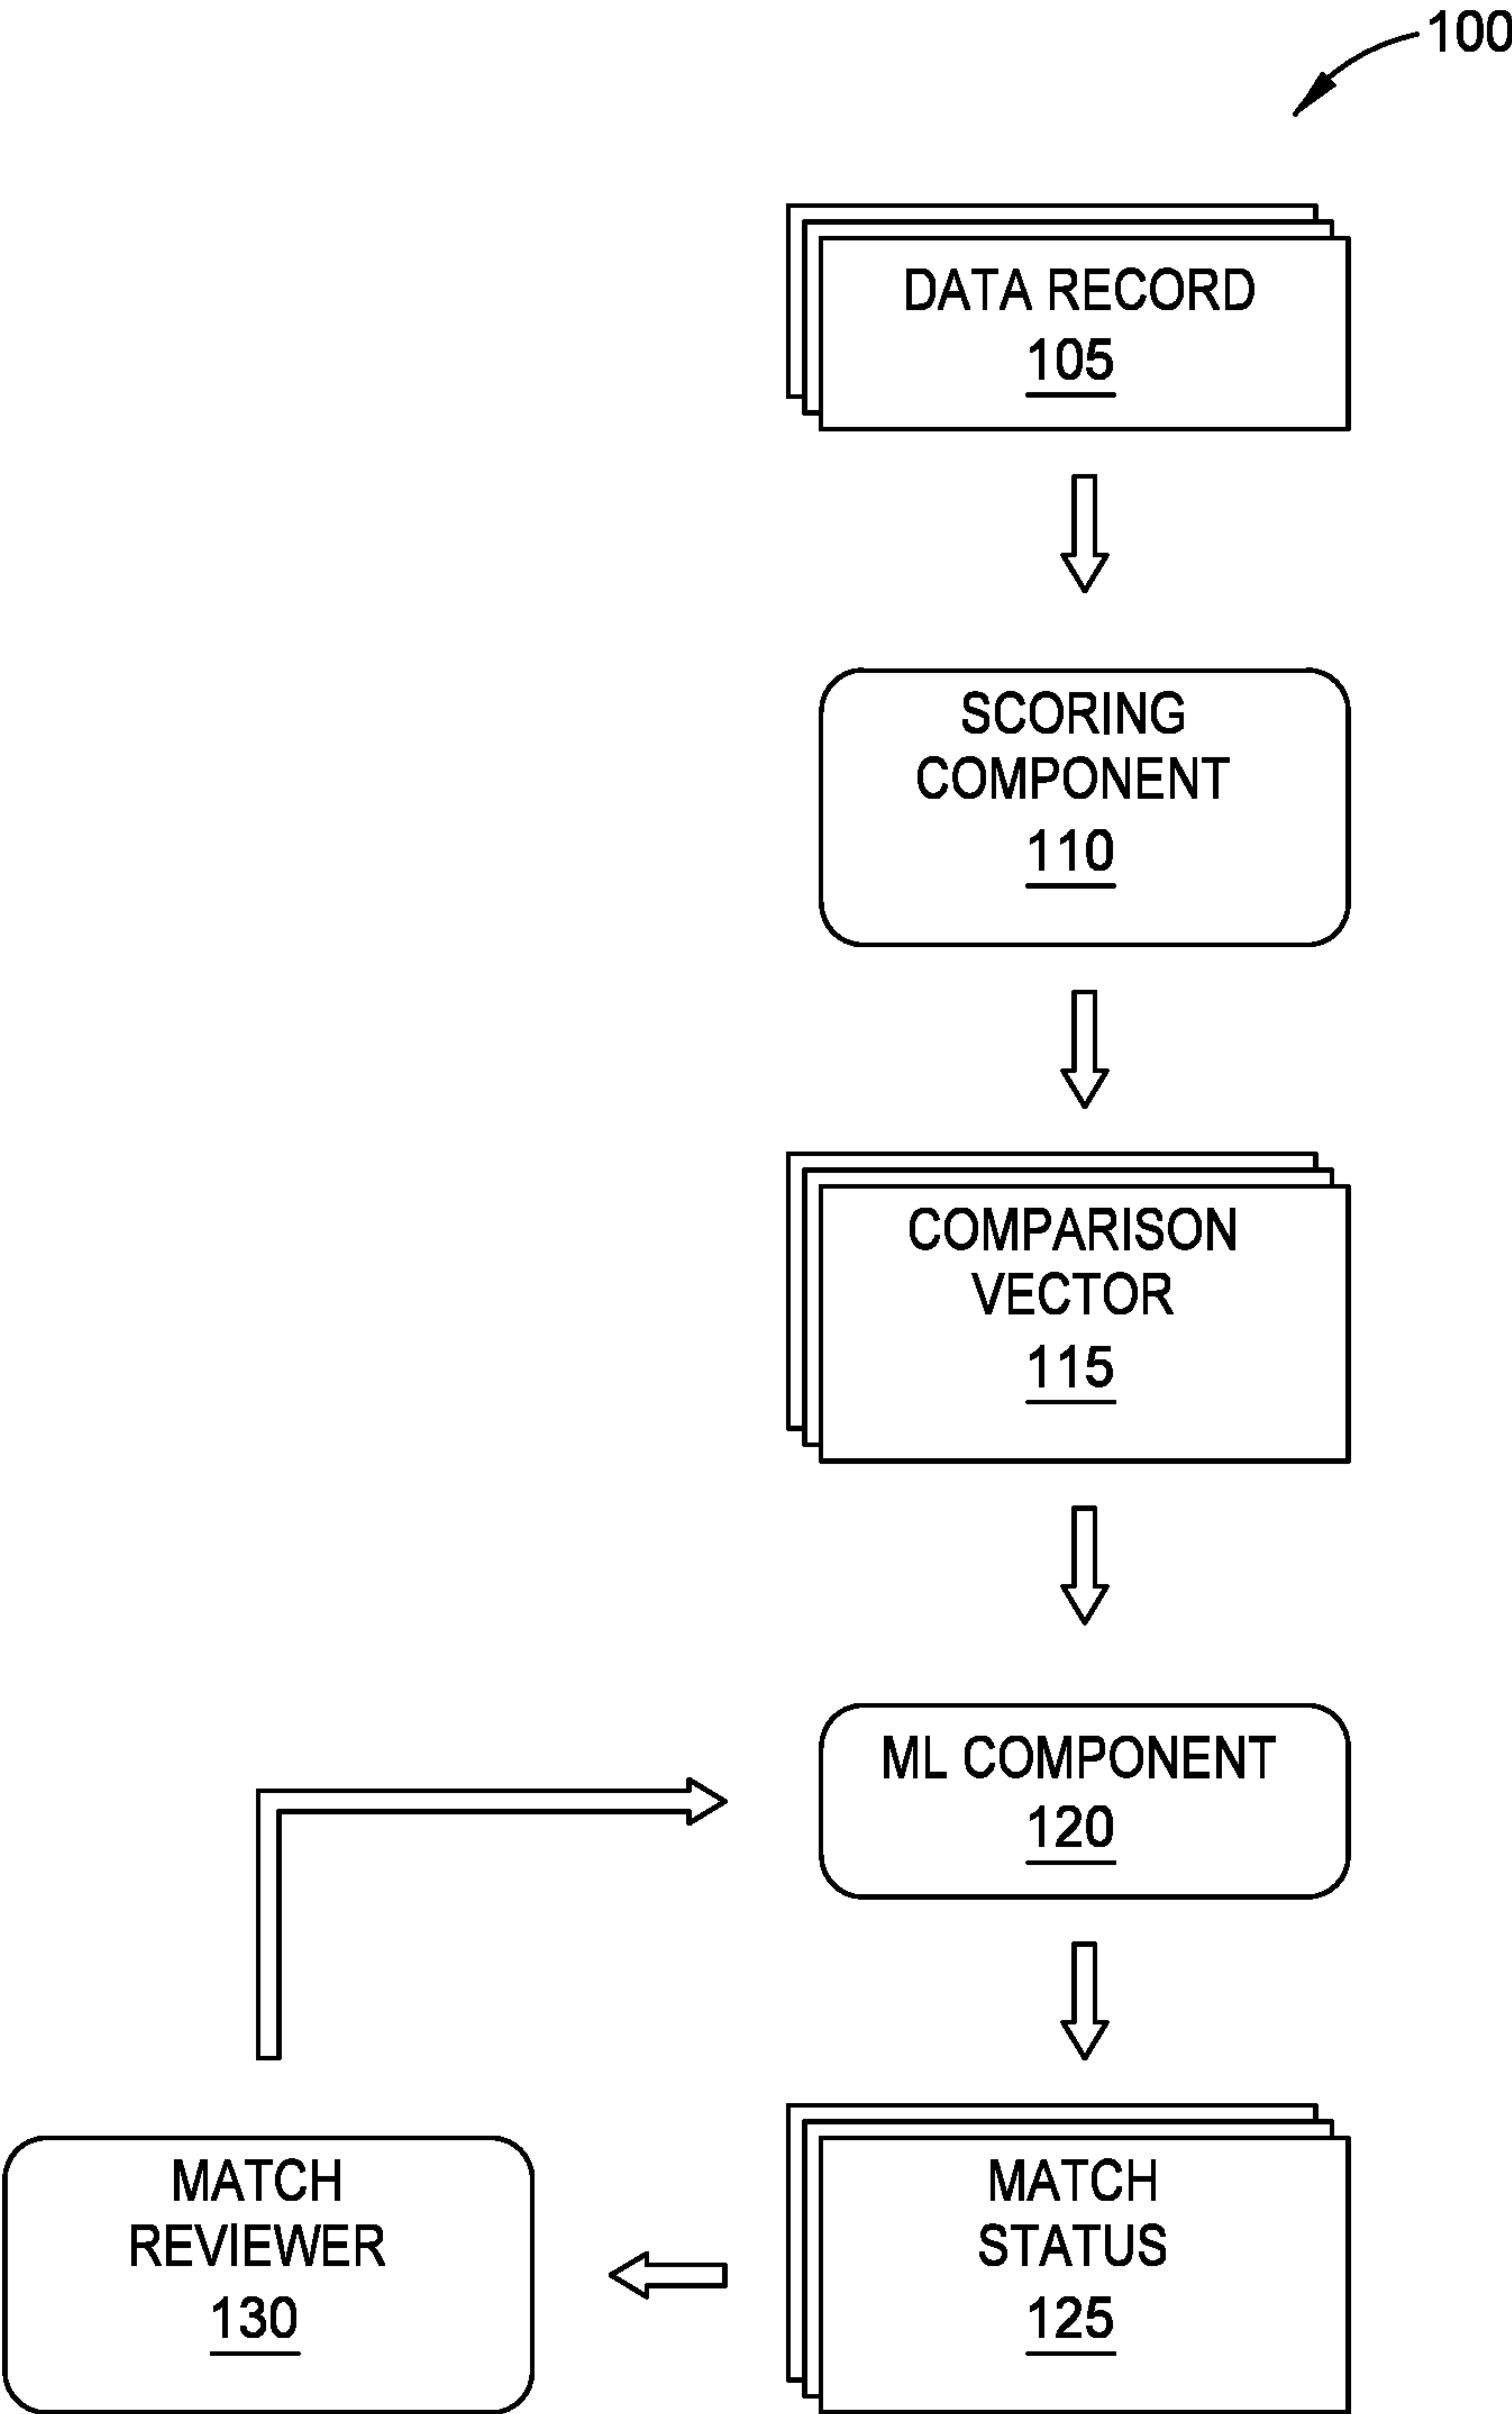 100
DATA RECORD
105
SCORING
COMPONENT
110
COMPARISON
VECTOR
115
ML COMPONENT
120
MATCH
STATUS
125
MATCH
REVIEWER
130